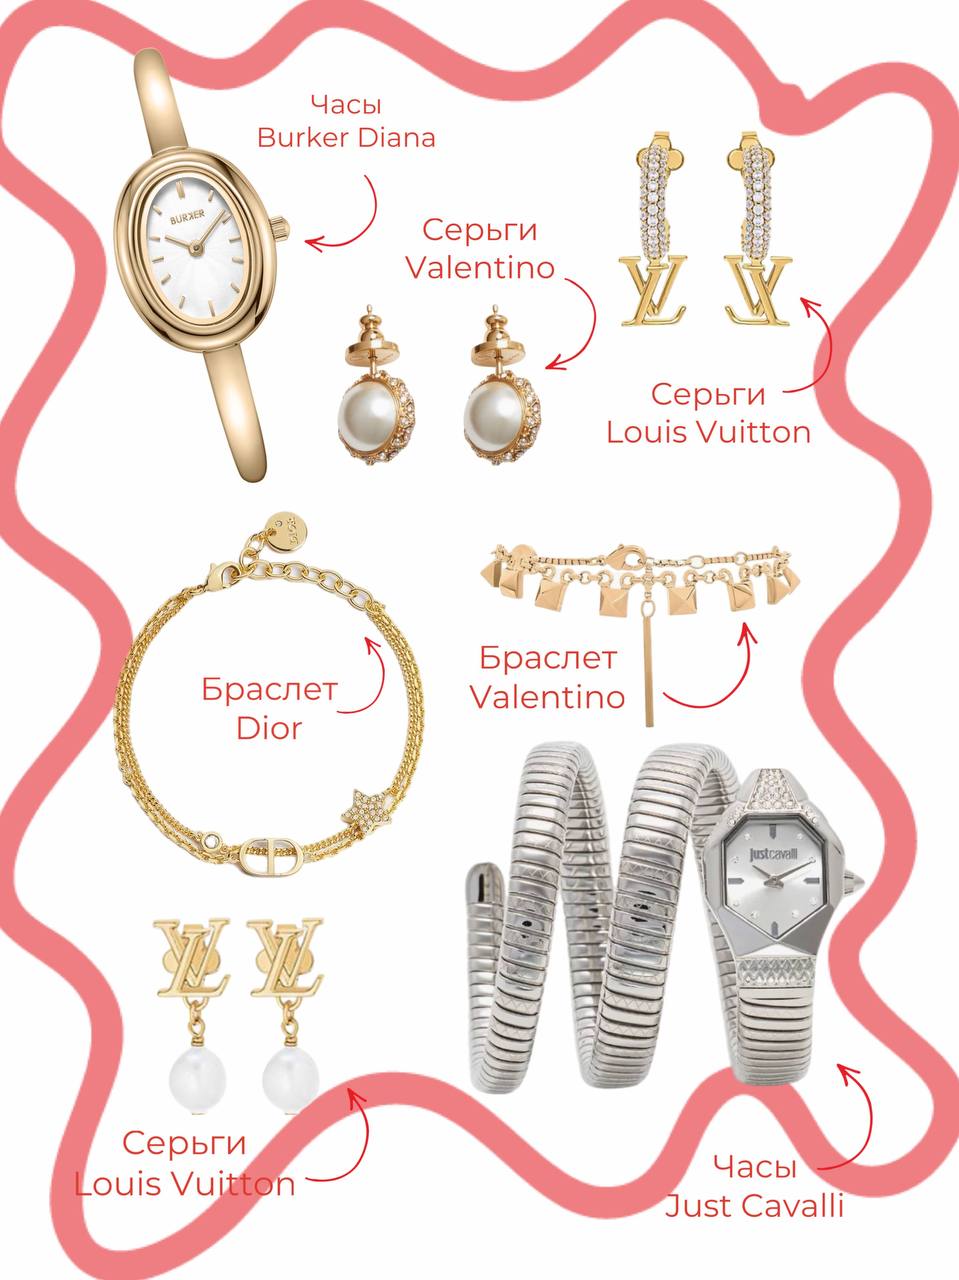 Часы
Burker Diana
BURKER
Серьги
Valentino
Серьги
Louis Vuitton
DIOR
Браслет
Dior
Браслет
Valentino
justcavalli
Серьги
Louis Vuitton
Часы
Just Cavalli